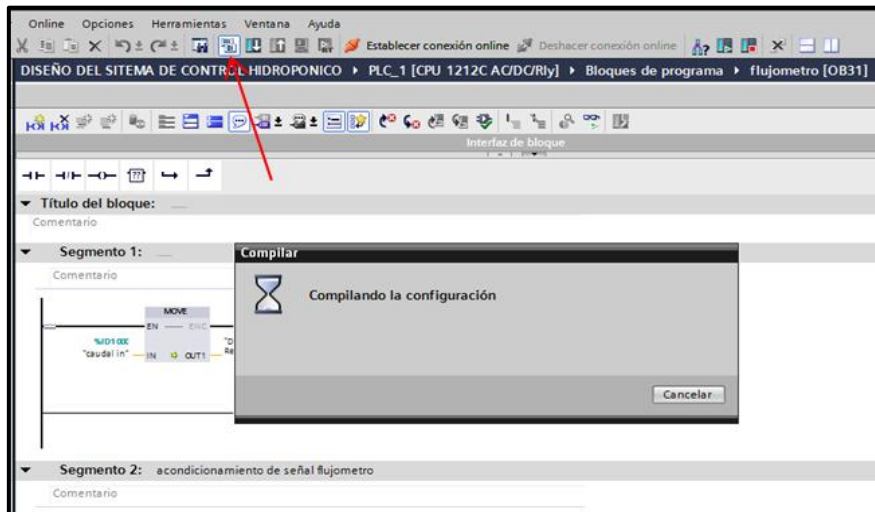 Online Opciones Herramientas Ventana Ayuda
Establecer conexión online Deshacer conexión online
DISEÑO DEL SITEMA DE CONTROL HIDROPONICO PLC_1 [CPU 1212C AC/DC/Rly] Bloques de programa flujometro [OB31]
Interfaz de bloque
Título del bloque:
Comentario
Segmento 1:
Comentario
MOVE
EN ENO
"caudal in" IN OUT1
Compilar
Compilando la configuración
Cancelar
Segmento 2: acondicionamiento de señal flujometro
Comentario